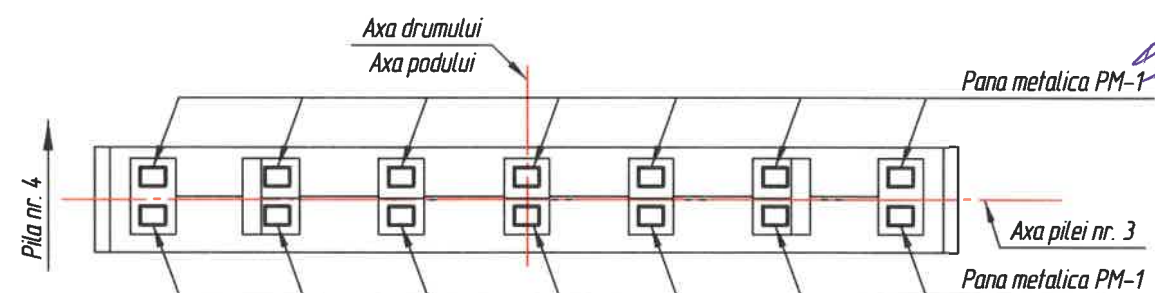 Axa drumului
Axa podului
Pana metalica PM-1
Pila nr. 4
Axa pilei nr. 3
Pana metalica PM-1